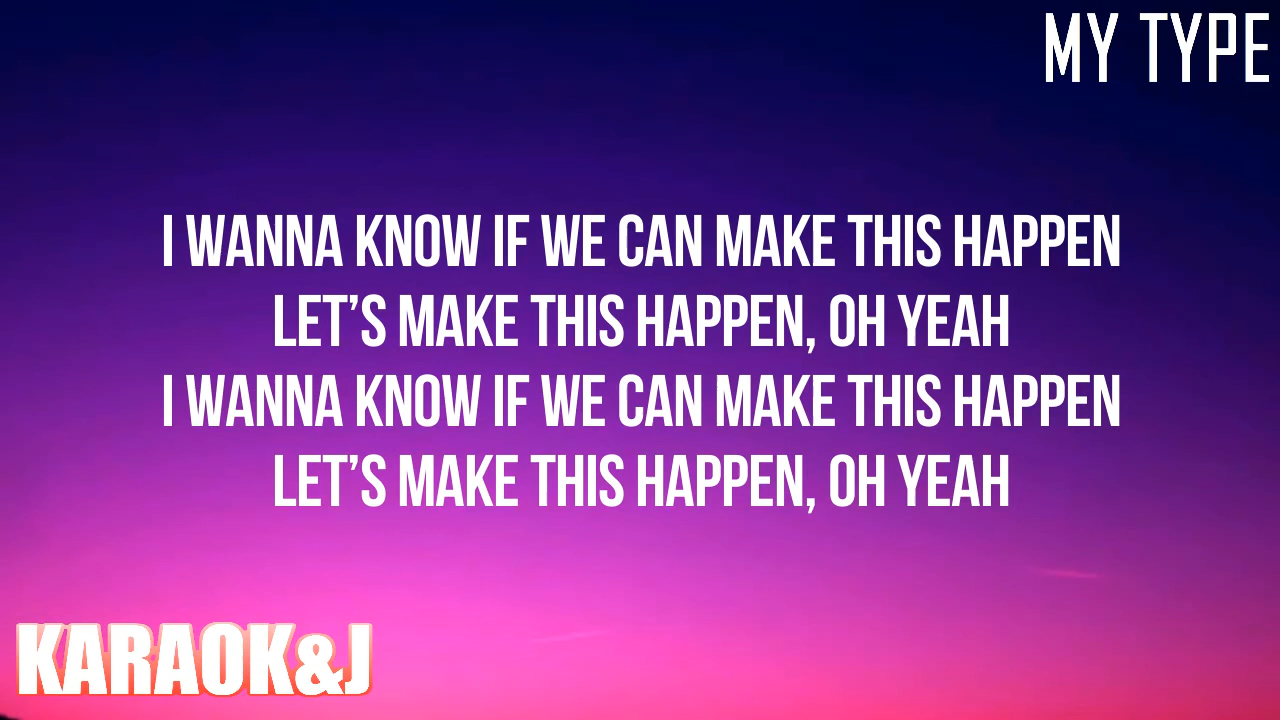 MY TYPE
I WANNA KNOW IF WE CAN MAKE THIS HAPPEN
LET’S MAKE THIS HAPPEN, OH YEAH
I WANNA KNOW IF WE CAN MAKE THIS HAPPEN
LET’S MAKE THIS HAPPEN, OH YEAH
KARAOK&J